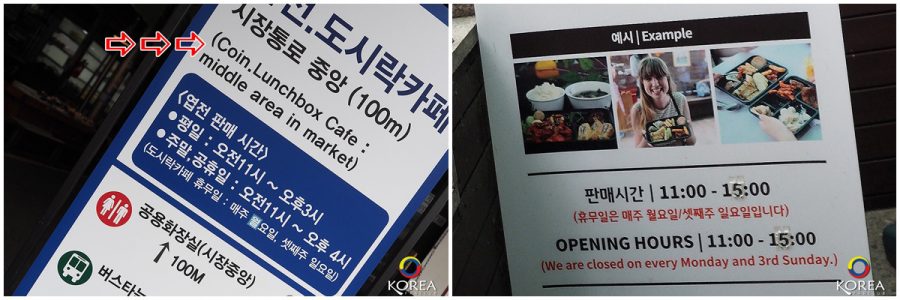 전.도시락카페
시장통로 중앙 (100m)
(Coin.Lunchbox Cafe :
middle area in market)
<엽전 판매 시간>
• 평일 : 오전11시 ~ 오후3시
• 주말,공휴일 : 오전11시 ~ 오후 4시
(도시락카페 휴무일 : 매주 월요일, 셋째주 일요일)
공용화장실(시장중앙)
↑ 100M
버스타는
KOREA
예시 | Example
판매시간 | 11:00 - 15:00
(휴무일은 매주 월요일/셋째주 일요일입니다)
OPENING HOURS | 11:00 - 15:00
(We are closed on every Monday and 3rd Sunday.)
KOREA